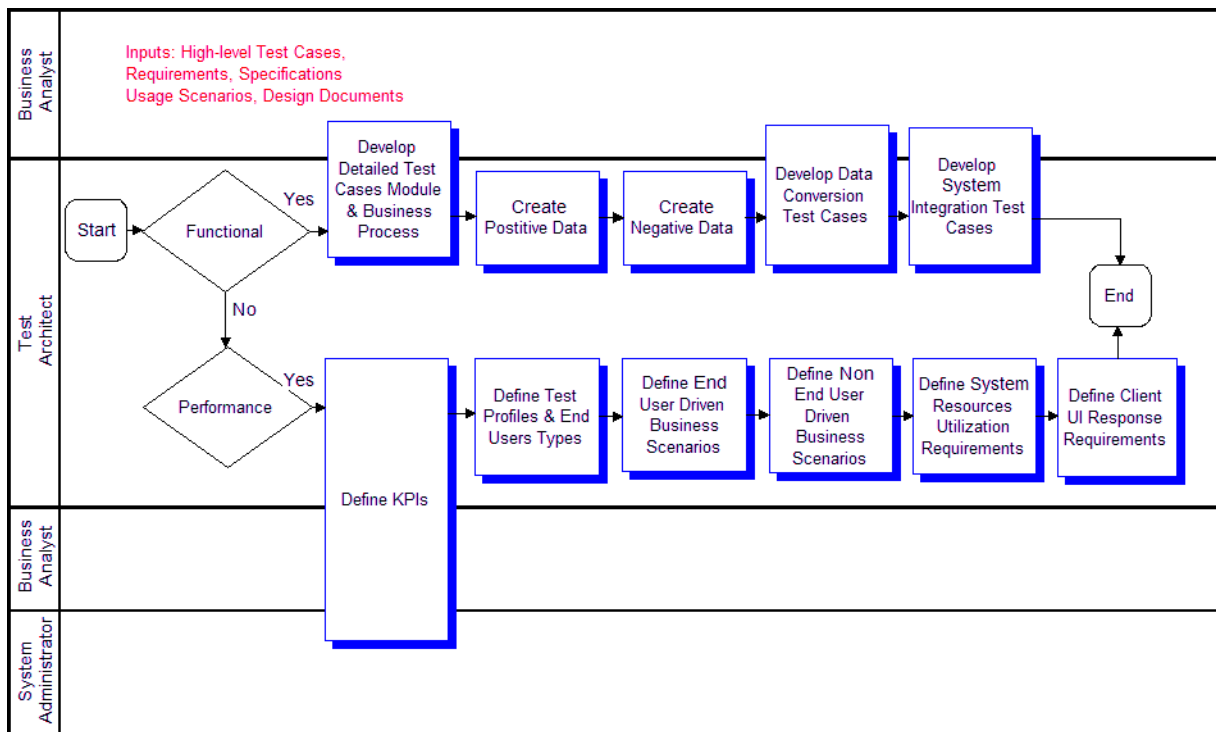 Business
Analyst
Inputs: High-level Test Cases,
Requirements, Specifications
Usage Scenarios, Design Documents
Test
Architect
Start
Functional
Yes
No
Develop
Detailed Test
Cases Module
& Business
Process
Create
Postitive Data
Create
Negative Data
Develop Data
Conversion
Test Cases
Develop
System
Integration Test
Cases
End
Performance
Yes
Define KPIs
Define Test
Profiles & End
Users Types
Define End
User Driven
Business
Scenarios
Define Non
End User
Driven
Business
Scenarios
Define System
Resources
Utilization
Requirements
Define Client
UI Response
Requirements
Business
Analyst
System
Administrator